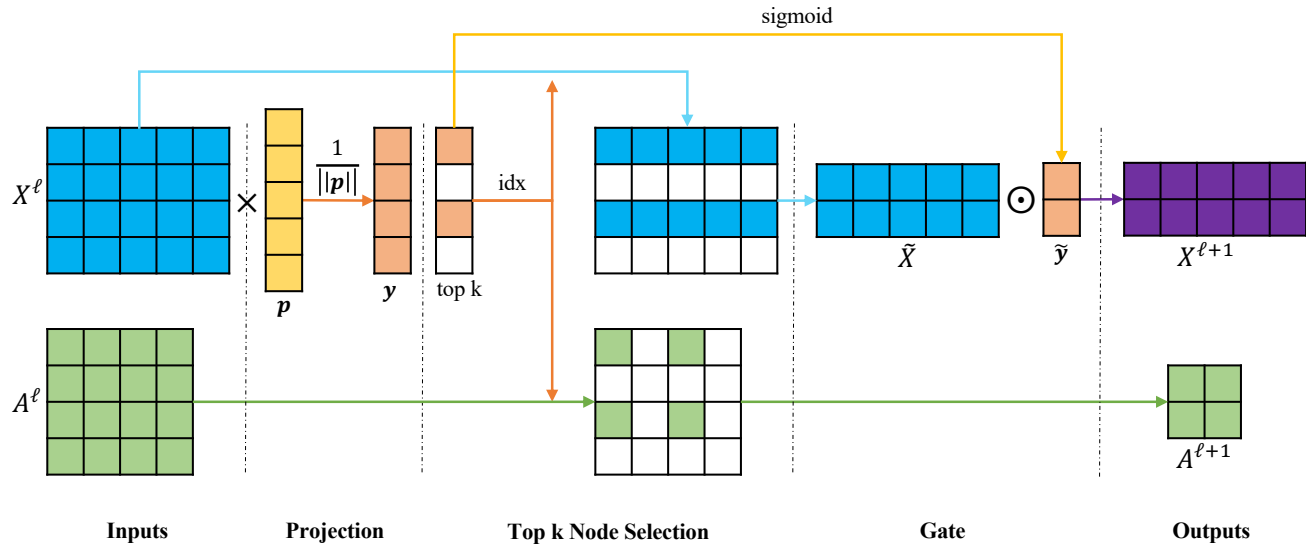 sigmoid
X^ℓ
×
1
||p||
idx
⊙
p
y
top k
X̃
ỹ
X^{ℓ+1}
A^ℓ
A^{ℓ+1}
Inputs
Projection
Top k Node Selection
Gate
Outputs